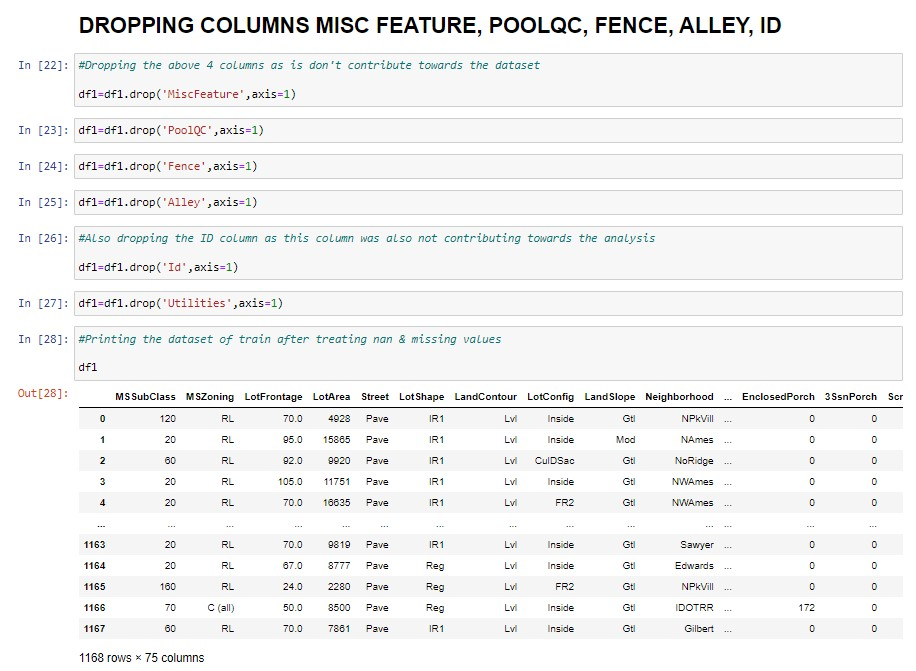 DROPPING COLUMNS MISC FEATURE, POOLQC, FENCE, ALLEY, ID
In [22]: #Dropping the above 4 columns as is don't contribute towards the dataset
df1=df1.drop('MiscFeature',axis=1)
In [23]: df1=df1.drop('PoolQC',axis=1)
In [24]: df1=df1.drop('Fence',axis=1)
In [25]: df1=df1.drop('Alley',axis=1)
In [26]: #Also dropping the ID column as this column was also not contributing towards the analysis
df1=df1.drop('Id',axis=1)
In [27]: df1=df1.drop('Utilities',axis=1)
In [28]: #Printing the dataset of train after treating nan & missing values
df1
Out[28]: MSSubClass MSZoning LotFrontage LotArea Street LotShape LandContour LotConfig LandSlope Neighborhood ... EnclosedPorch 3SsnPorch Scr
0 120 RL 70.0 4928 Pave IR1 Lvl Inside Gtl NPkVill ... 0 0
1 20 RL 95.0 15865 Pave IR1 Lvl Inside Mod NAmes ... 0 0
2 60 RL 92.0 9920 Pave IR1 Lvl CulDSac Gtl NoRidge ... 0 0
3 20 RL 105.0 11751 Pave IR1 Lvl Inside Gtl NWAmes ... 0 0
4 20 RL 70.0 16635 Pave IR1 Lvl FR2 Gtl NWAmes ... 0 0
... ... ... ... ... ... ... ... ... ... ... ... ... ...
1163 20 RL 70.0 9819 Pave IR1 Lvl Inside Gtl Sawyer ... 0 0
1164 20 RL 67.0 8777 Pave Reg Lvl Inside Gtl Edwards ... 0 0
1165 160 RL 24.0 2280 Pave Reg Lvl FR2 Gtl NPkVill ... 0 0
1166 70 C (all) 50.0 8500 Pave Reg Lvl Inside Gtl IDOTRR ... 172 0
1167 60 RL 70.0 7861 Pave IR1 Lvl Inside Gtl Gilbert ... 0 0
1168 rows × 75 columns